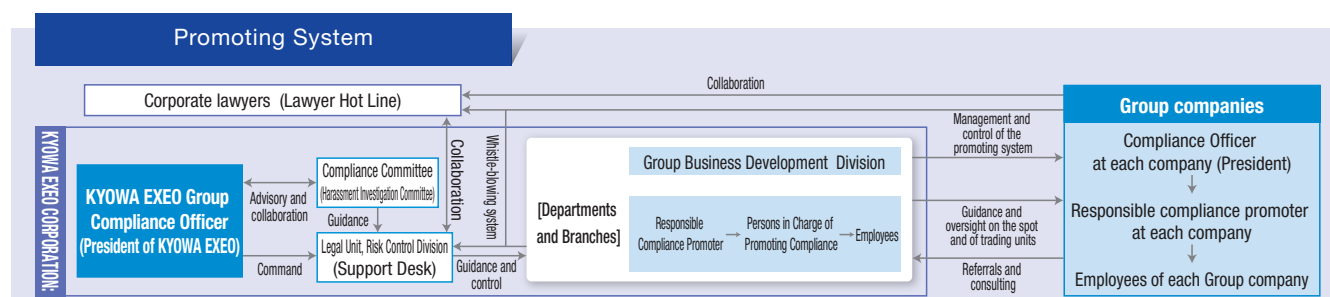 Promoting System
Corporate lawyers (Lawyer Hot Line)
Collaboration
KYOWA EXEO CORPORATION:
KYOWA EXEO Group
Compliance Officer
(President of KYOWA EXEO)
Advisory and
collaboration
Command
Compliance Committee
(Harassment Investigation Committee)
Guidance
Legal Unit, Risk Control Division
(Support Desk)
Collaboration
Whistle-blowing system
Guidance and
control
[Departments
and Branches]
Group Business Development Division
Responsible
Compliance Promoter
Persons in Charge of
Promoting Compliance
Employees
Management and
control of the
promoting system
Guidance and
oversight on the spot
and of trading units
Referrals and
consulting
Group companies
Compliance Officer
at each company (President)
Responsible compliance promoter
at each company
Employees of each Group company